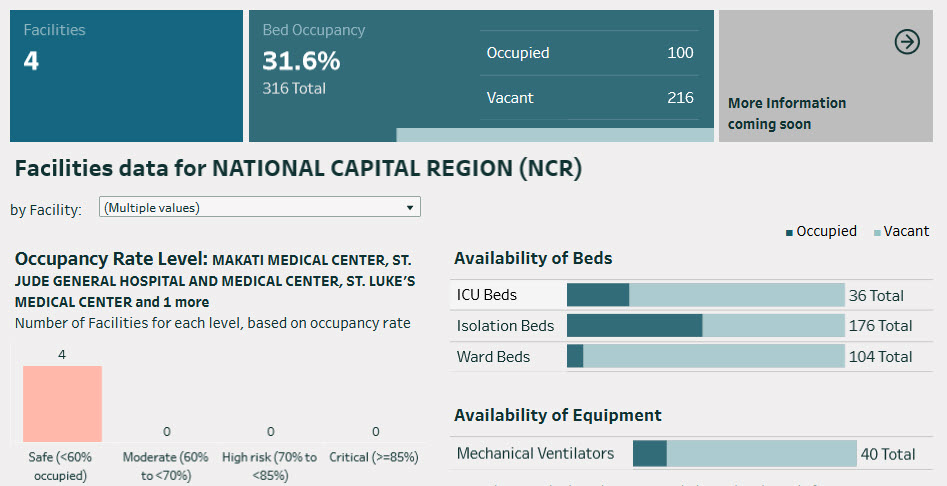 Facilities
4
Bed Occupancy
31.6%
316 Total
Occupied 100
Vacant 216
More Information
coming soon
Facilities data for NATIONAL CAPITAL REGION (NCR)
by Facility: (Multiple values)
Occupied Vacant
Occupancy Rate Level: MAKATI MEDICAL CENTER, ST.
JUDE GENERAL HOSPITAL AND MEDICAL CENTER, ST. LUKE'S
MEDICAL CENTER and 1 more
Number of Facilities for each level, based on occupancy rate
4
0
0
0
Safe (<60%
occupied)
Moderate (60%
to <70%)
High risk (70% to
<85%)
Critical (>=85%)
Availability of Beds
ICU Beds 36 Total
Isolation Beds 176 Total
Ward Beds 104 Total
Availability of Equipment
Mechanical Ventilators 40 Total